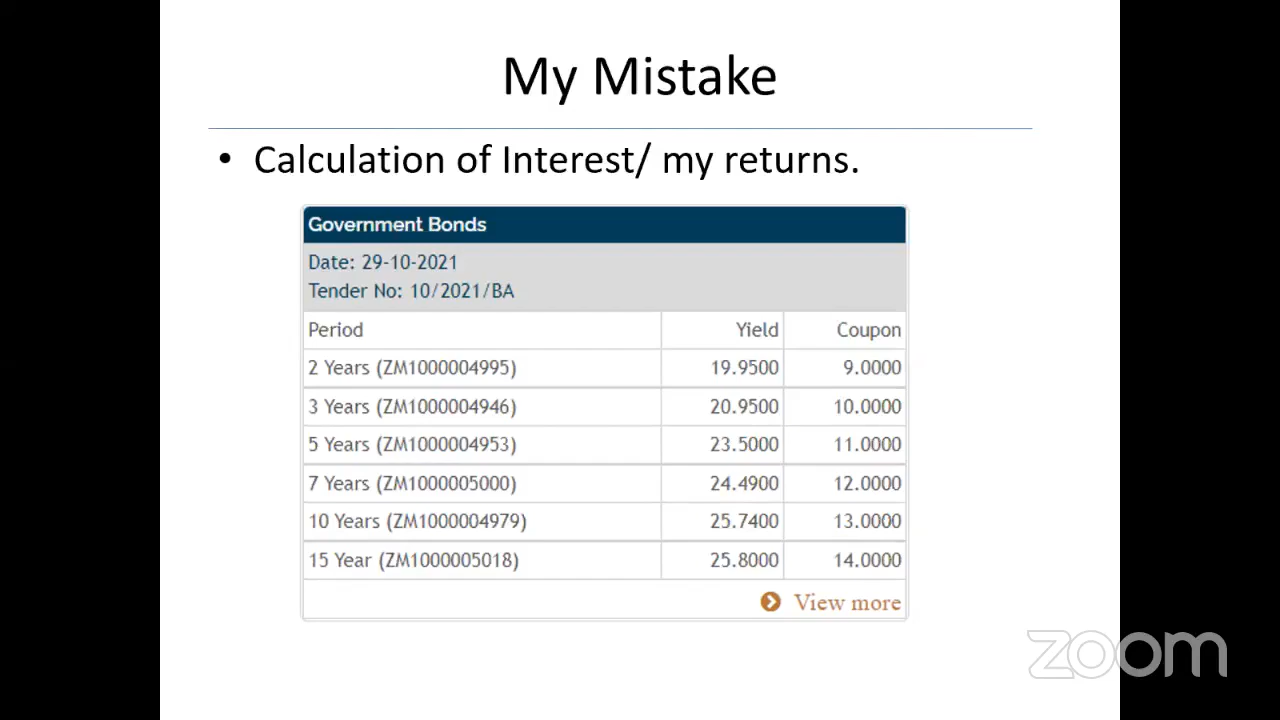 My Mistake
• Calculation of Interest/ my returns.
Government Bonds
Date: 29-10-2021
Tender No: 10/2021/BA
Period Yield Coupon
2 Years (ZM1000004995) 19.9500 9.0000
3 Years (ZM1000004946) 20.9500 10.0000
5 Years (ZM1000004953) 23.5000 11.0000
7 Years (ZM1000005000) 24.4900 12.0000
10 Years (ZM1000004979) 25.7400 13.0000
15 Year (ZM1000005018) 25.8000 14.0000
View more
zoom